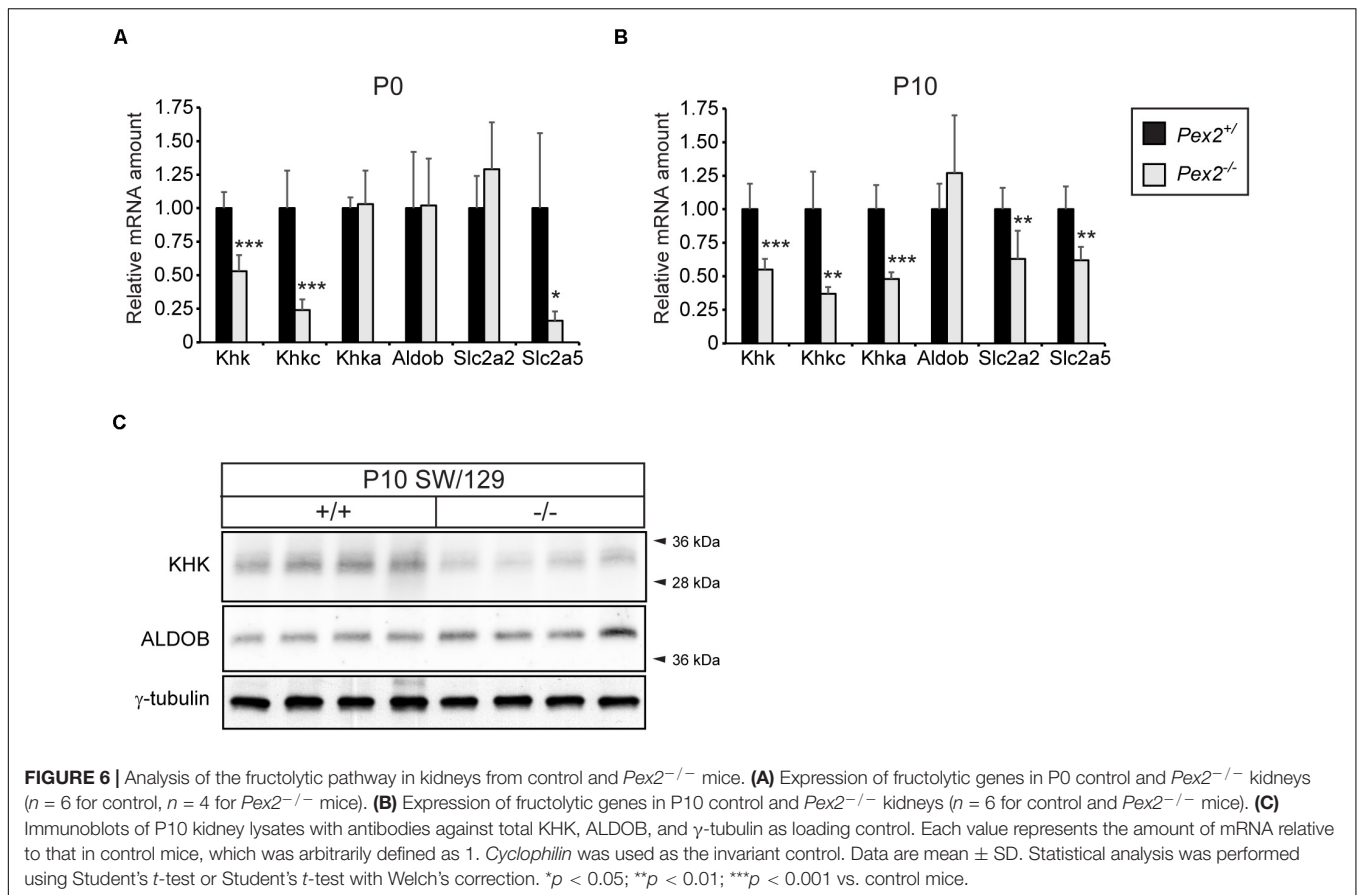 A
B
P0
P10
Relative mRNA amount
1.75
1.50
1.25
1.00
0.75
0.50
0.25
0
*** *** *
Khk Khkc Khka Aldob Slc2a2 Slc2a5
Relative mRNA amount
1.75
1.50
1.25
1.00
0.75
0.50
0.25
0
*** ** *** ** **
Khk Khkc Khka Aldob Slc2a2 Slc2a5
Pex2+/
Pex2-/-
C
P10 SW/129
+/+ -/-
KHK
◄ 36 kDa
◄ 28 kDa
ALDOB
◄ 36 kDa
γ-tubulin
FIGURE 6 | Analysis of the fructolytic pathway in kidneys from control and Pex2−/− mice. (A) Expression of fructolytic genes in P0 control and Pex2−/− kidneys
(n = 6 for control, n = 4 for Pex2−/− mice). (B) Expression of fructolytic genes in P10 control and Pex2−/− kidneys (n = 6 for control and Pex2−/− mice). (C)
Immunoblots of P10 kidney lysates with antibodies against total KHK, ALDOB, and γ-tubulin as loading control. Each value represents the amount of mRNA relative
to that in control mice, which was arbitrarily defined as 1. Cyclophilin was used as the invariant control. Data are mean ± SD. Statistical analysis was performed
using Student's t-test or Student's t-test with Welch's correction. *p < 0.05; **p < 0.01; ***p < 0.001 vs. control mice.